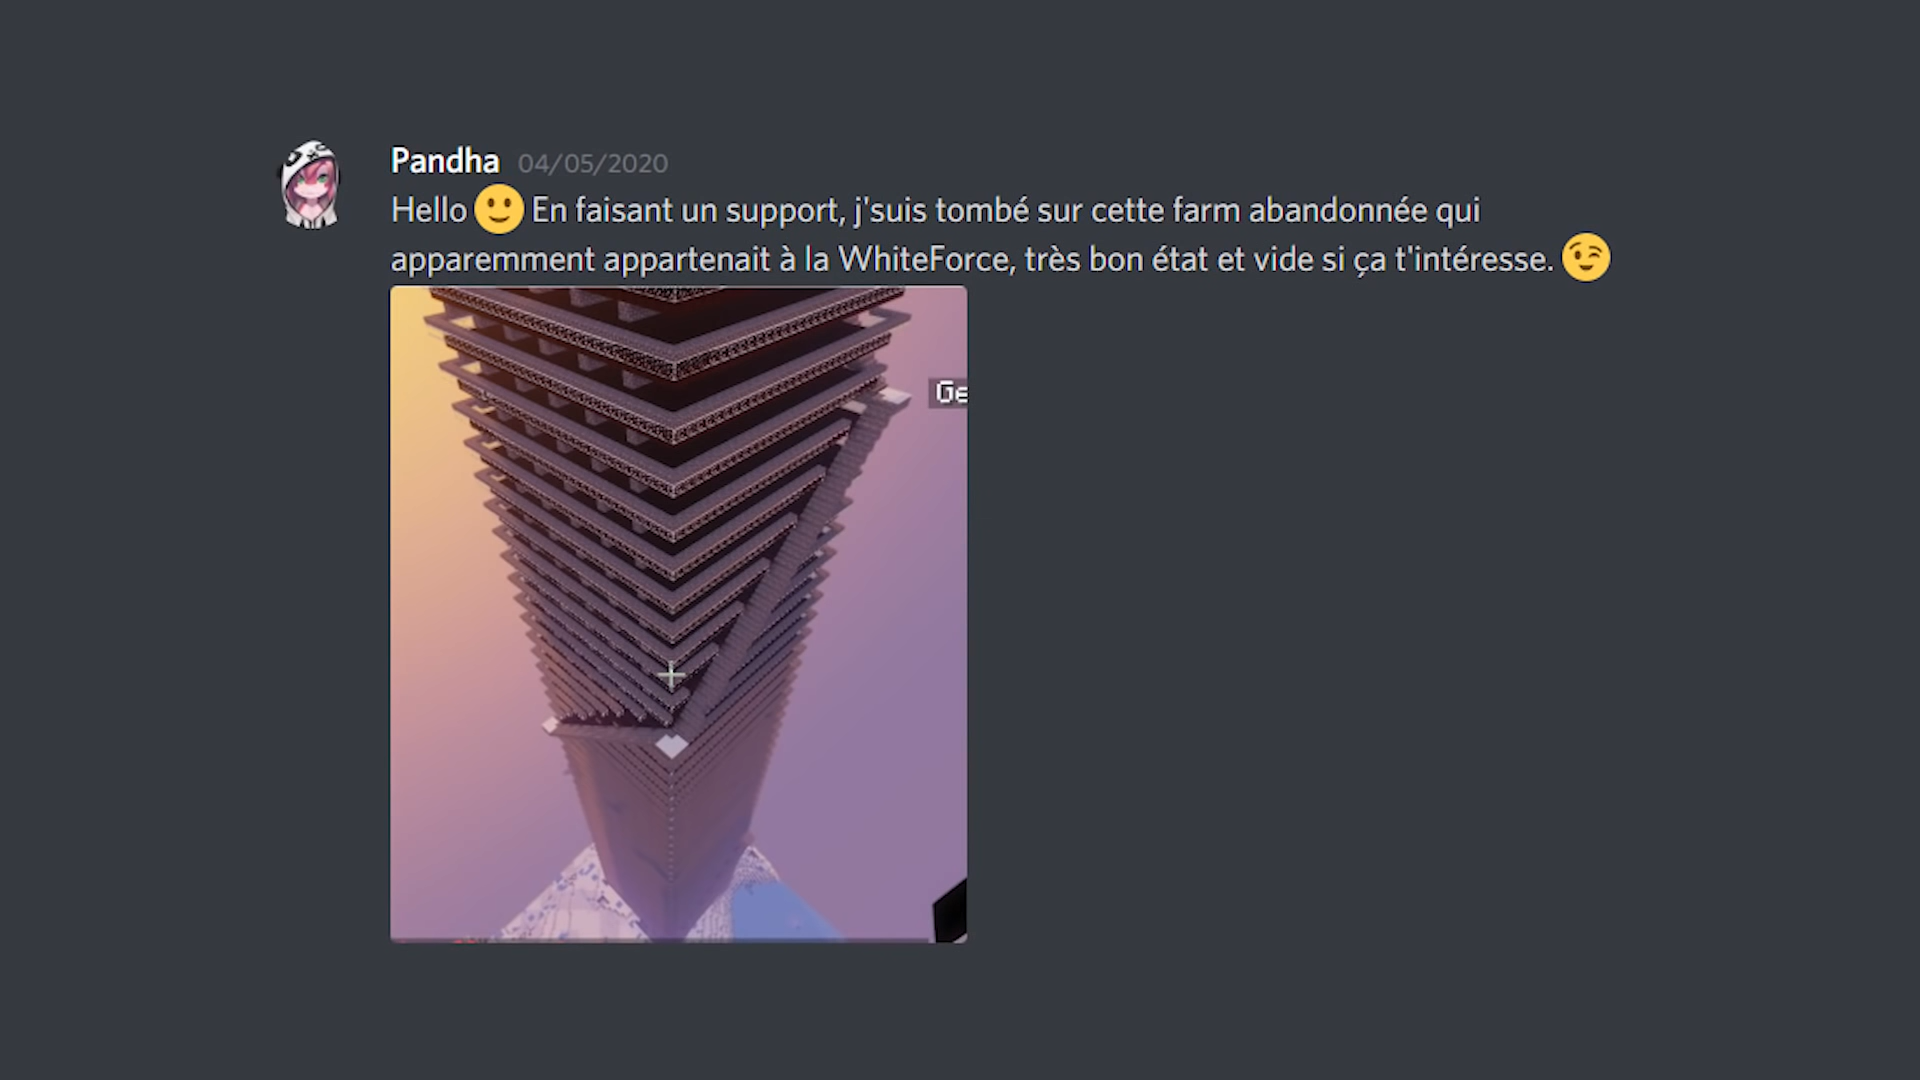 Pandha 04/05/2020
Hello 🙂 En faisant un support, j'suis tombé sur cette farm abandonnée qui
apparemment appartenait à la WhiteForce, très bon état et vide si ça t'intéresse. 😉
Ge